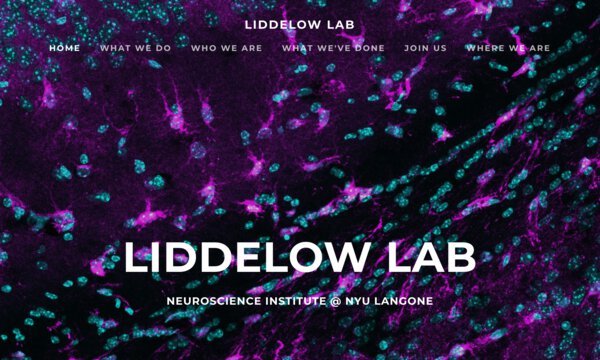 LIDDELOW LAB
HOME WHAT WE DO WHO WE ARE WHAT WE'VE DONE JOIN US WHERE WE ARE
LIDDELOW LAB
NEUROSCIENCE INSTITUTE @ NYU LANGONE